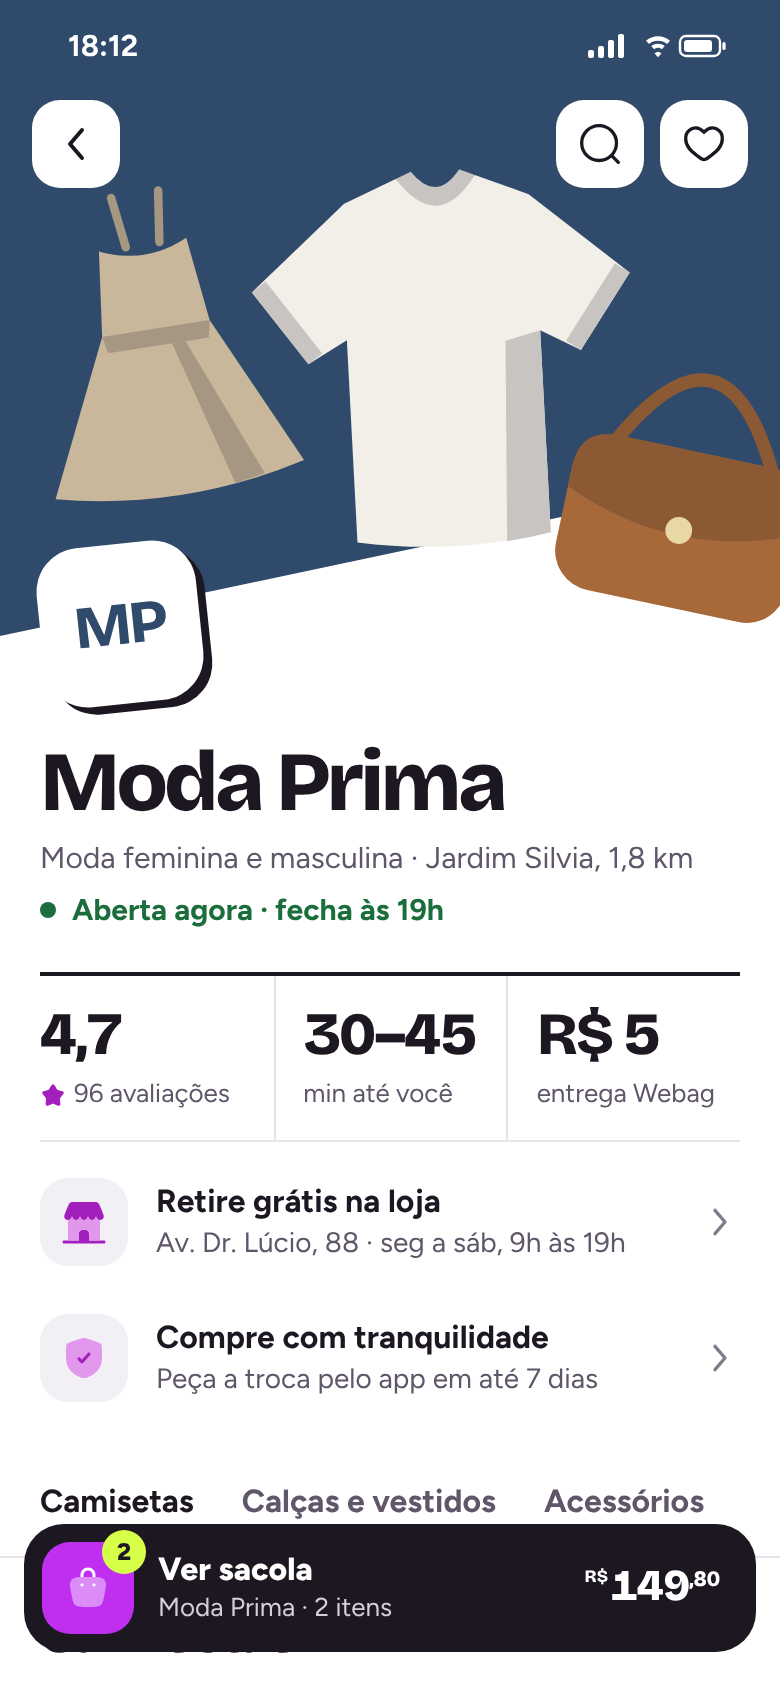 18:12
MP
Moda Prima
Moda feminina e masculina · Jardim Silvia, 1,8 km
Aberta agora · fecha às 19h
4,7
30–45
R$ 5
96 avaliações
min até você
entrega Webag
Retire grátis na loja
Av. Dr. Lúcio, 88 · seg a sáb, 9h às 19h
Compre com tranquilidade
Peça a troca pelo app em até 7 dias
Camisetas
Calças e vestidos
Acessórios
2
Ver sacola
Moda Prima · 2 itens
R$ 149,80